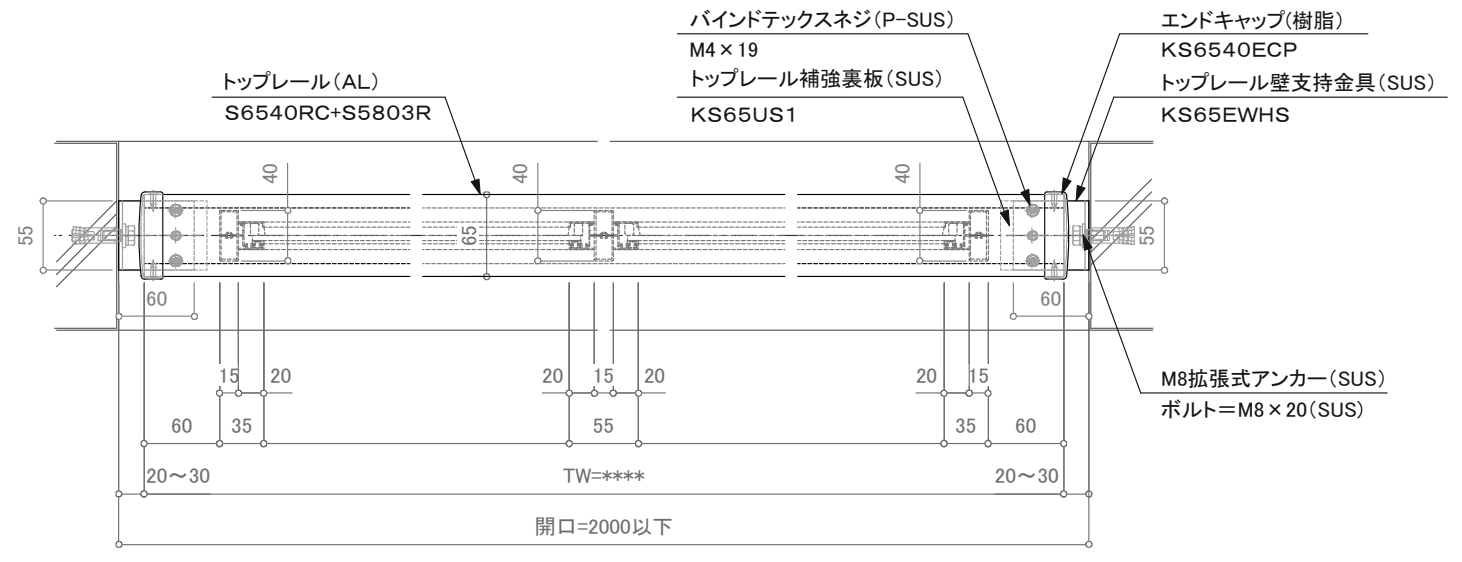 バインドテックスネジ(P-SUS)
M4×19
トップレール補強裏板(SUS)
KS65US1
エンドキャップ(樹脂)
KS6540ECP
トップレール壁支持金具(SUS)
KS65EWHS
トップレール(AL)
S6540RC+S5803R
40
40
40
55
65
55
60
60
15
20
20
15
20
20
15
M8拡張式アンカー(SUS)
ボルト=M8×20(SUS)
60
35
55
35
60
20~30
TW=****
20~30
開口=2000以下